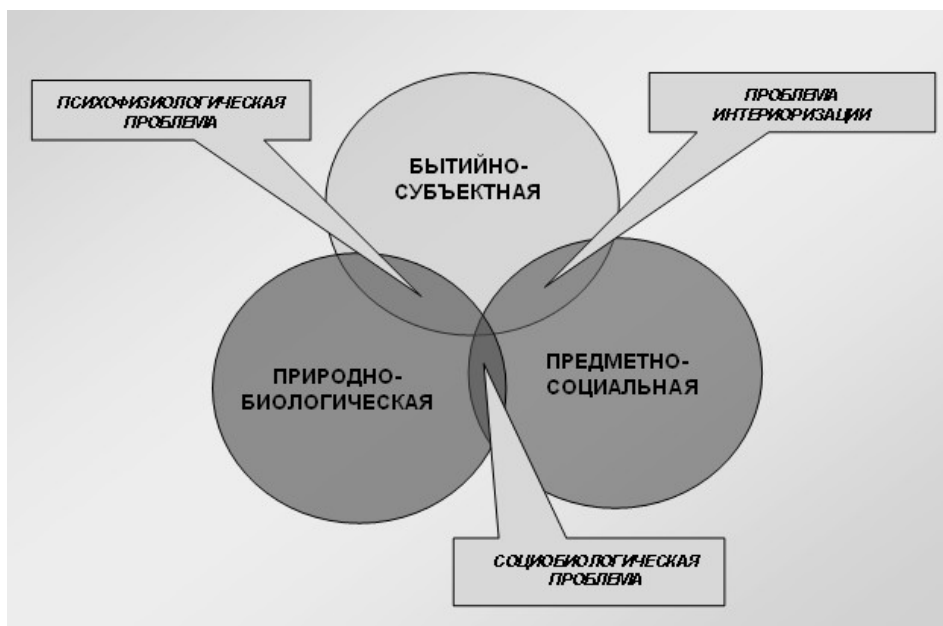 ПСИХОФИЗИОЛОГИЧЕСКАЯ
ПРОБЛЕМА
ПРОБЛЕМА
ИНТЕРИОРИЗАЦИИ
БЫТИЙНО-
СУБЪЕКТНАЯ
ПРИРОДНО-
БИОЛОГИЧЕСКАЯ
ПРЕДМЕТНО-
СОЦИАЛЬНАЯ
СОЦИОБИОЛОГИЧЕСКАЯ
ПРОБЛЕМА